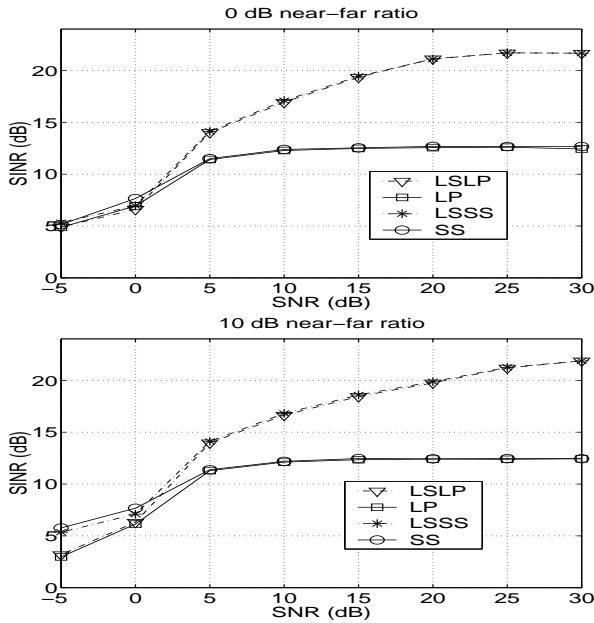 0 dB near−far ratio
SINR (dB)
20
15
10
5
0
−5 0 5 10 15 20 25 30
SNR (dB)
LSLP
LP
LSSS
SS
10 dB near−far ratio
SINR (dB)
20
15
10
5
0
−5 0 5 10 15 20 25 30
SNR (dB)
LSLP
LP
LSSS
SS